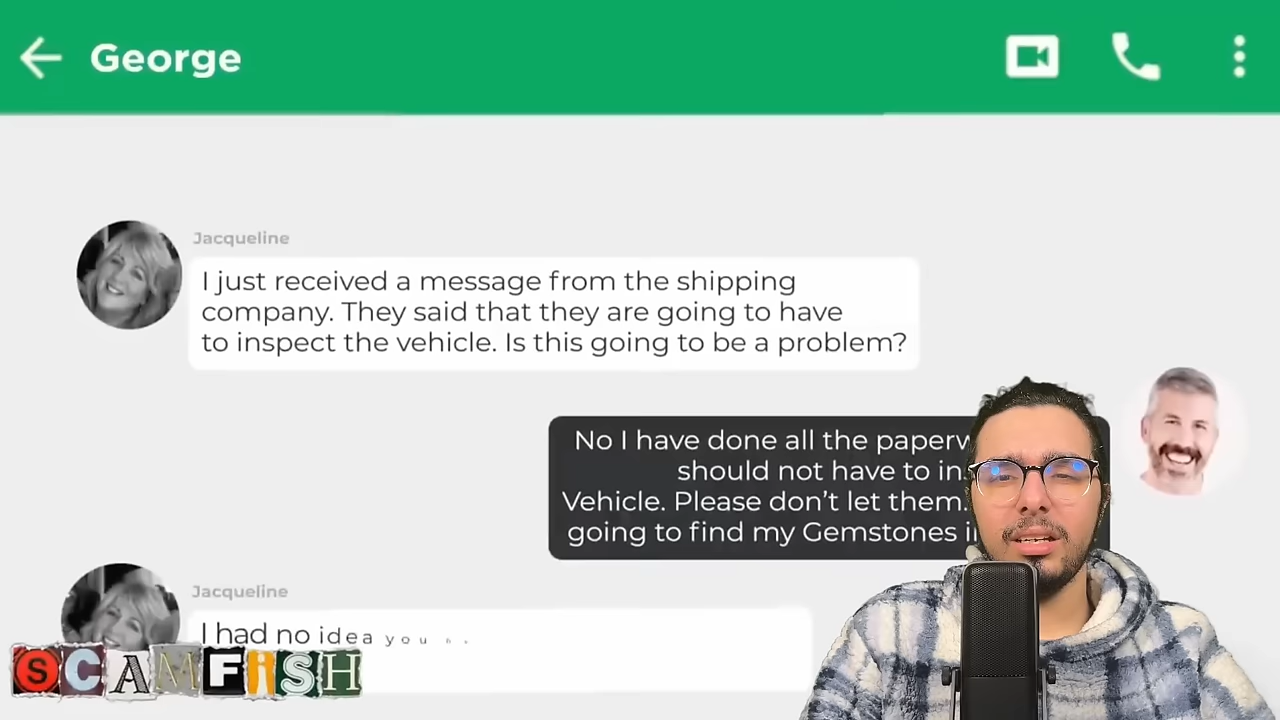 George
Jacqueline
I just received a message from the shipping
company. They said that they are going to have
to inspect the vehicle. Is this going to be a problem?
No I have done all the
should not have to
Vehicle. Please don't let them.
going to find my Gemstones
Jacqueline
I had no idea you
SCAMFISH